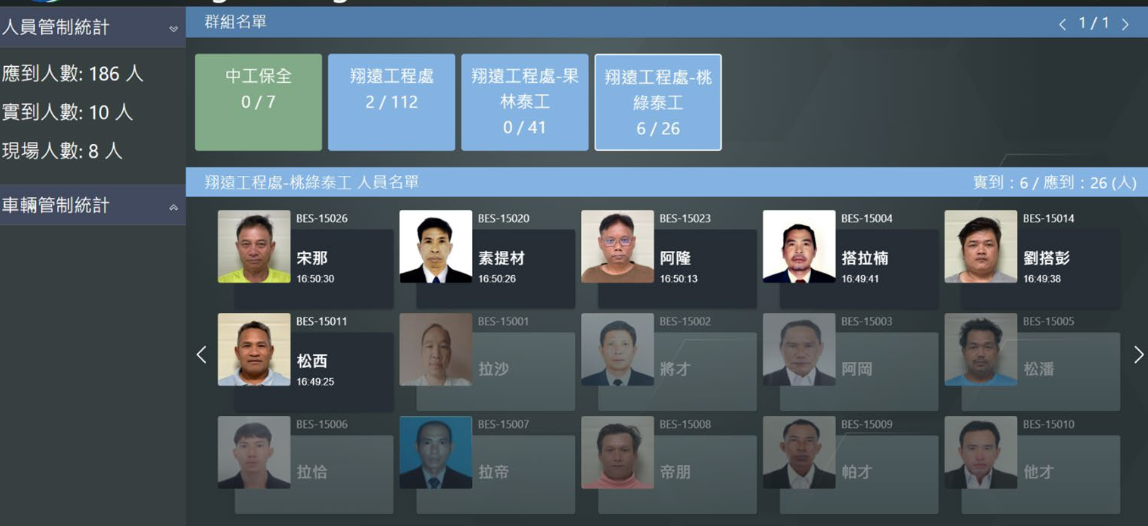 人員管制統計
應到人數: 186 人
實到人數: 10 人
現場人數: 8 人
車輛管制統計
群組名單
1 / 1
中工保全
0 / 7
翔遠工程處
2 / 112
翔遠工程處-果
林泰工
0 / 41
翔遠工程處-桃
綠泰工
6 / 26
翔遠工程處-桃綠泰工 人員名單
實到：6 / 應到：26 (人)
BES-15026
宋那
16:50:30
BES-15020
素提材
16:50:26
BES-15023
阿隆
16:50:13
BES-15004
搭拉楠
16:49:41
BES-15014
劉搭彭
16:49:38
BES-15011
松西
16:49:25
BES-15001
拉沙
BES-15002
將才
BES-15003
阿岡
BES-15005
松潘
BES-15006
拉恰
BES-15007
拉帝
BES-15008
帝朋
BES-15009
帕才
BES-15010
他才